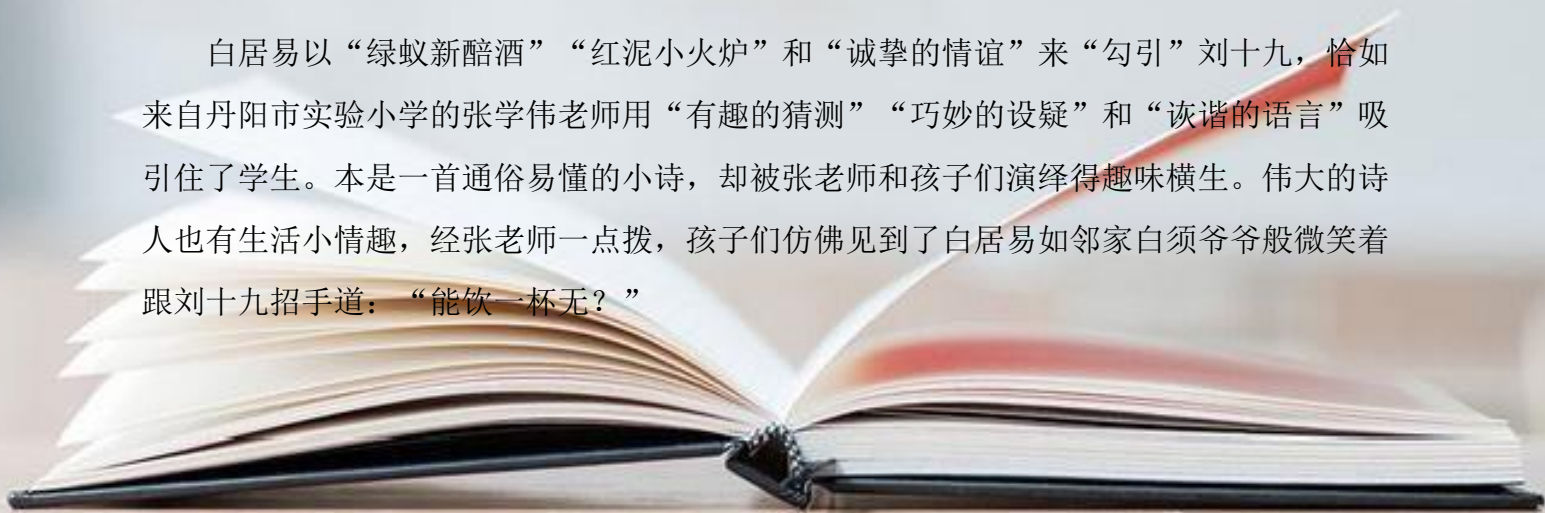 白居易以“绿蚁新醅酒”“红泥小火炉”和“诚挚的情谊”来“勾引”刘十九，恰如
来自丹阳市实验小学的张学伟老师用“有趣的猜测”“巧妙的设疑”和“诙谐的语言”吸
引住了学生。本是一首通俗易懂的小诗，却被张老师和孩子们演绎得趣味横生。伟大的诗
人也有生活小情趣，经张老师一点拨，孩子们仿佛见到了白居易如邻家白须爷爷般微笑着
跟刘十九招手道：“能饮一杯无？”